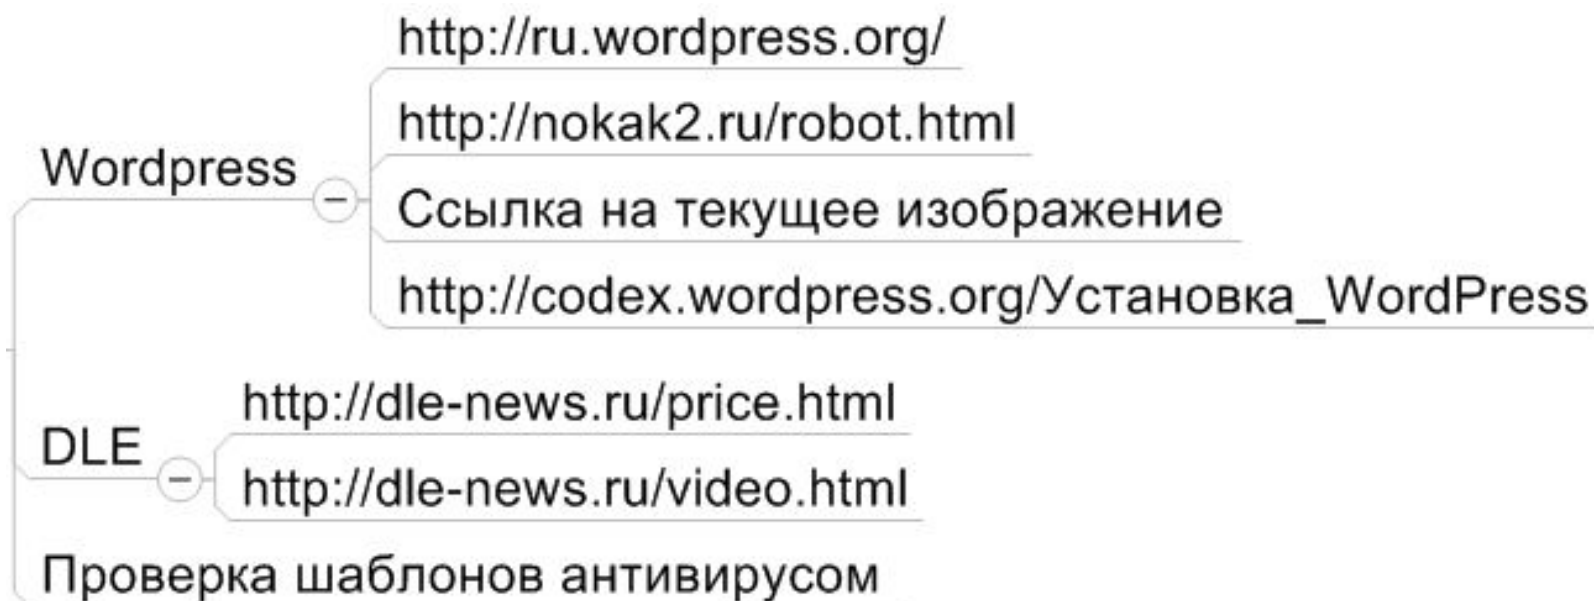 http://ru.wordpress.org/
http://nokak2.ru/robot.html
Wordpress
Ссылка на текущее изображение
http://codex.wordpress.org/Установка_WordPress
http://dle-news.ru/price.html
DLE
http://dle-news.ru/video.html
Проверка шаблонов антивирусом